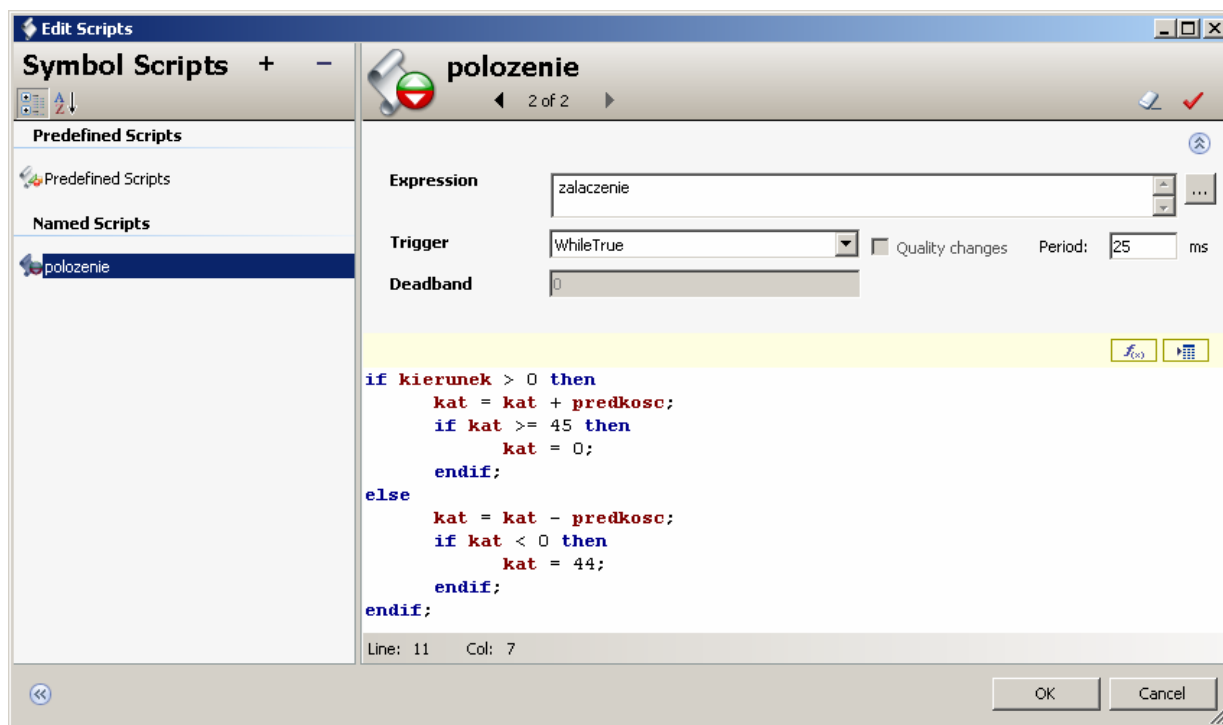 Edit Scripts
Symbol Scripts + −
Predefined Scripts
Predefined Scripts
Named Scripts
polozenie
polozenie
2 of 2
Expression
zalaczenie
...
Trigger
WhileTrue
Quality changes
Period:
25
ms
Deadband
0
f(x)
if kierunek > 0 then
kat = kat + predkosc;
if kat >= 45 then
kat = 0;
endif;
else
kat = kat - predkosc;
if kat < 0 then
kat = 44;
endif;
endif;
Line: 11 Col: 7
OK
Cancel